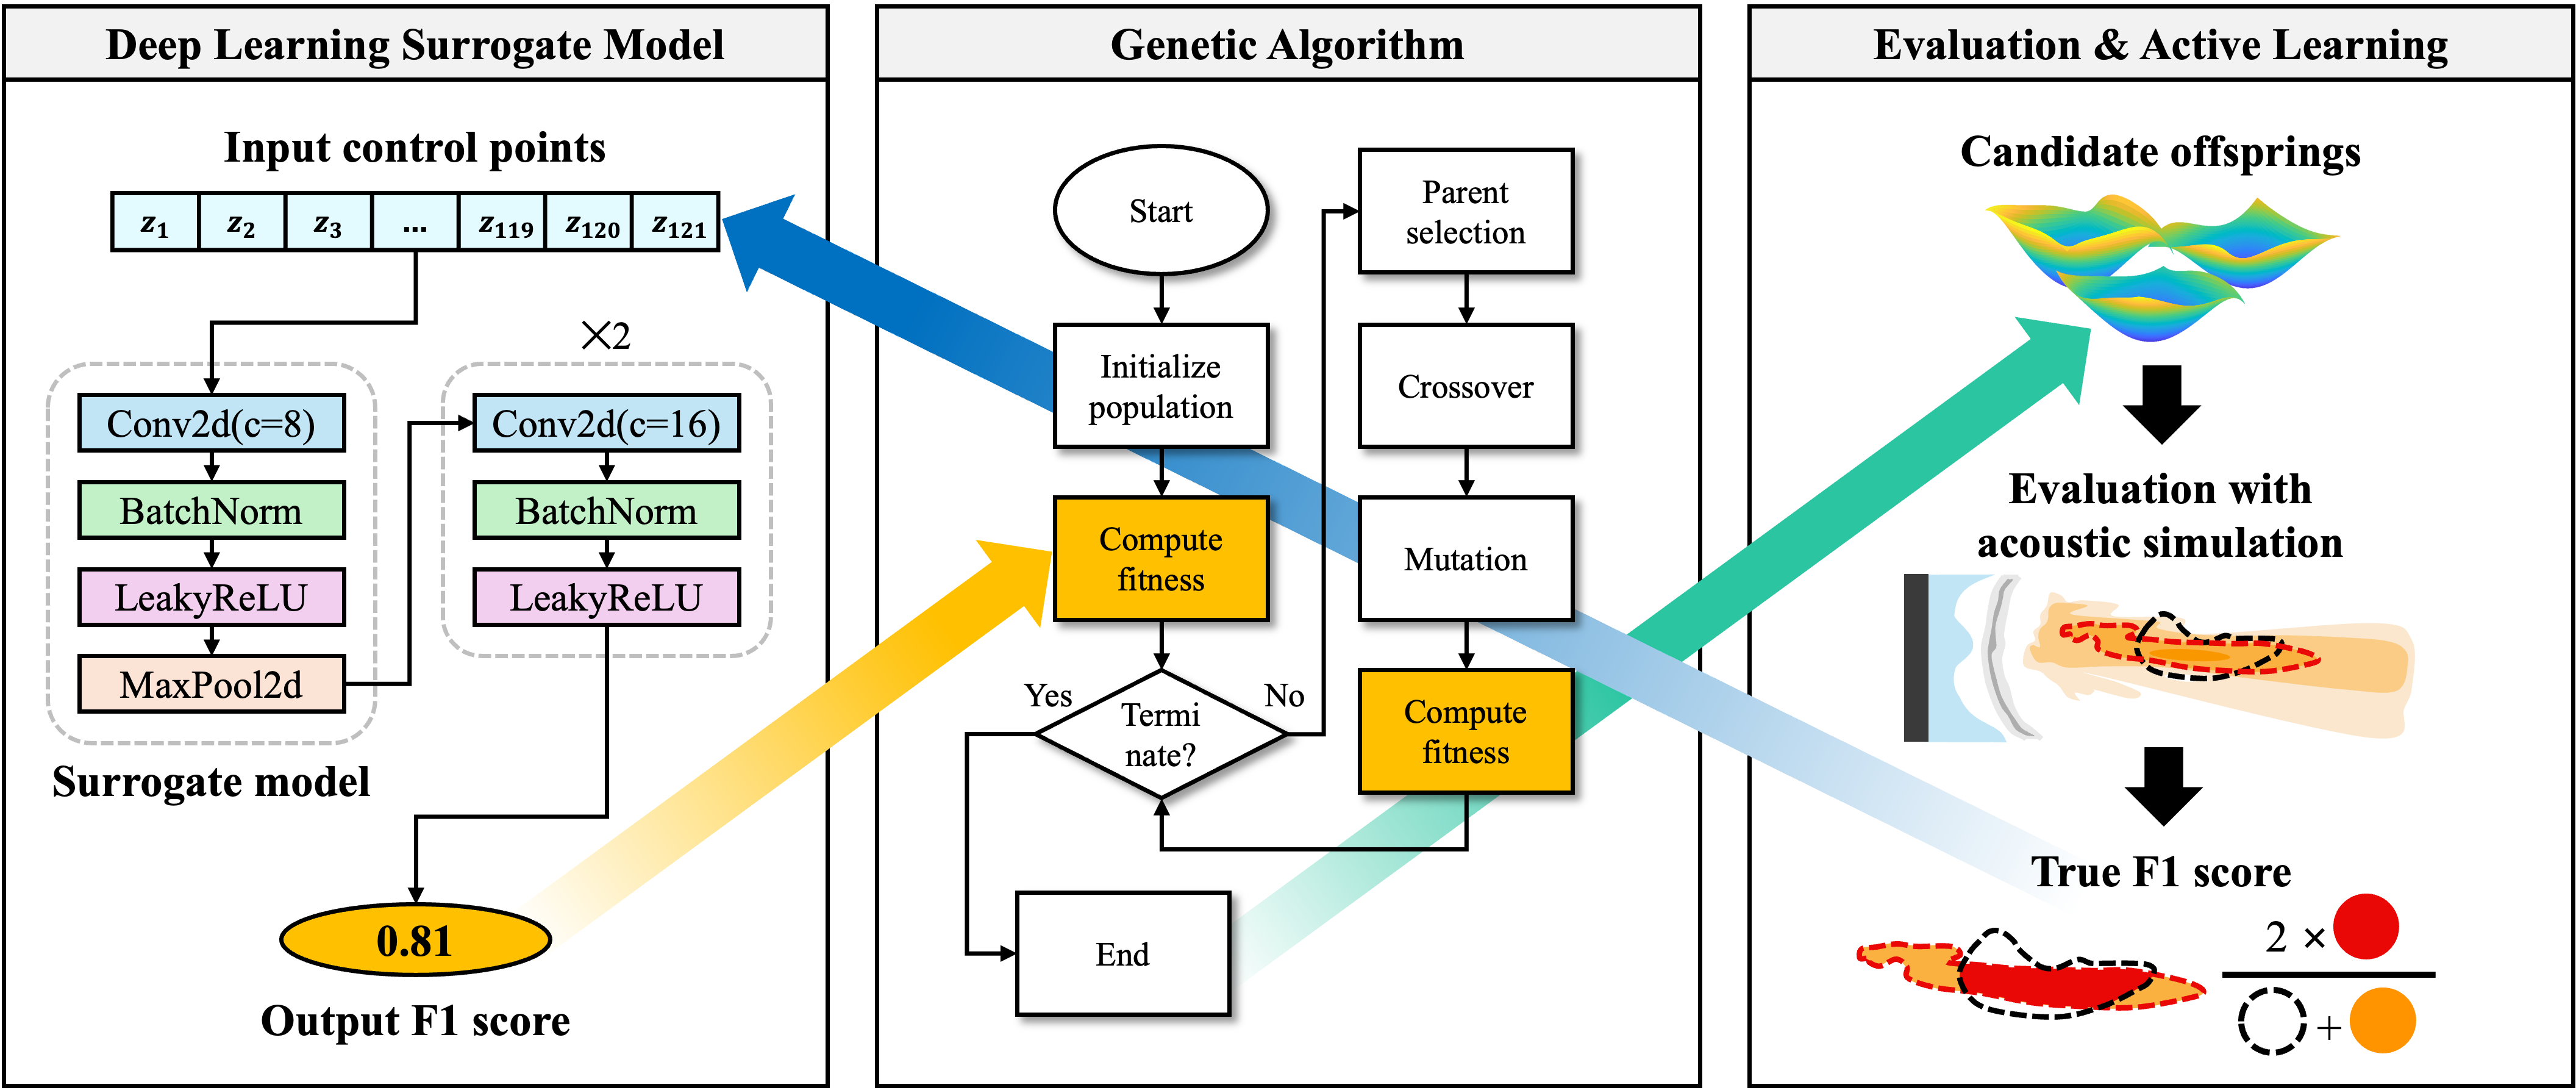 Deep Learning Surrogate Model
Input control points
z1 z2 z3 ... z119 z120 z121
×2
Conv2d(c=8)
BatchNorm
LeakyReLU
MaxPool2d
Surrogate model
Conv2d(c=16)
BatchNorm
LeakyReLU
0.81
Output F1 score
Genetic Algorithm
Start
Initialize
population
Compute
fitness
Termi
nate?
Yes
No
Parent
selection
Crossover
Mutation
Compute
fitness
End
Evaluation & Active Learning
Candidate offsprings
Evaluation with
acoustic simulation
True F1 score
2 ×
+